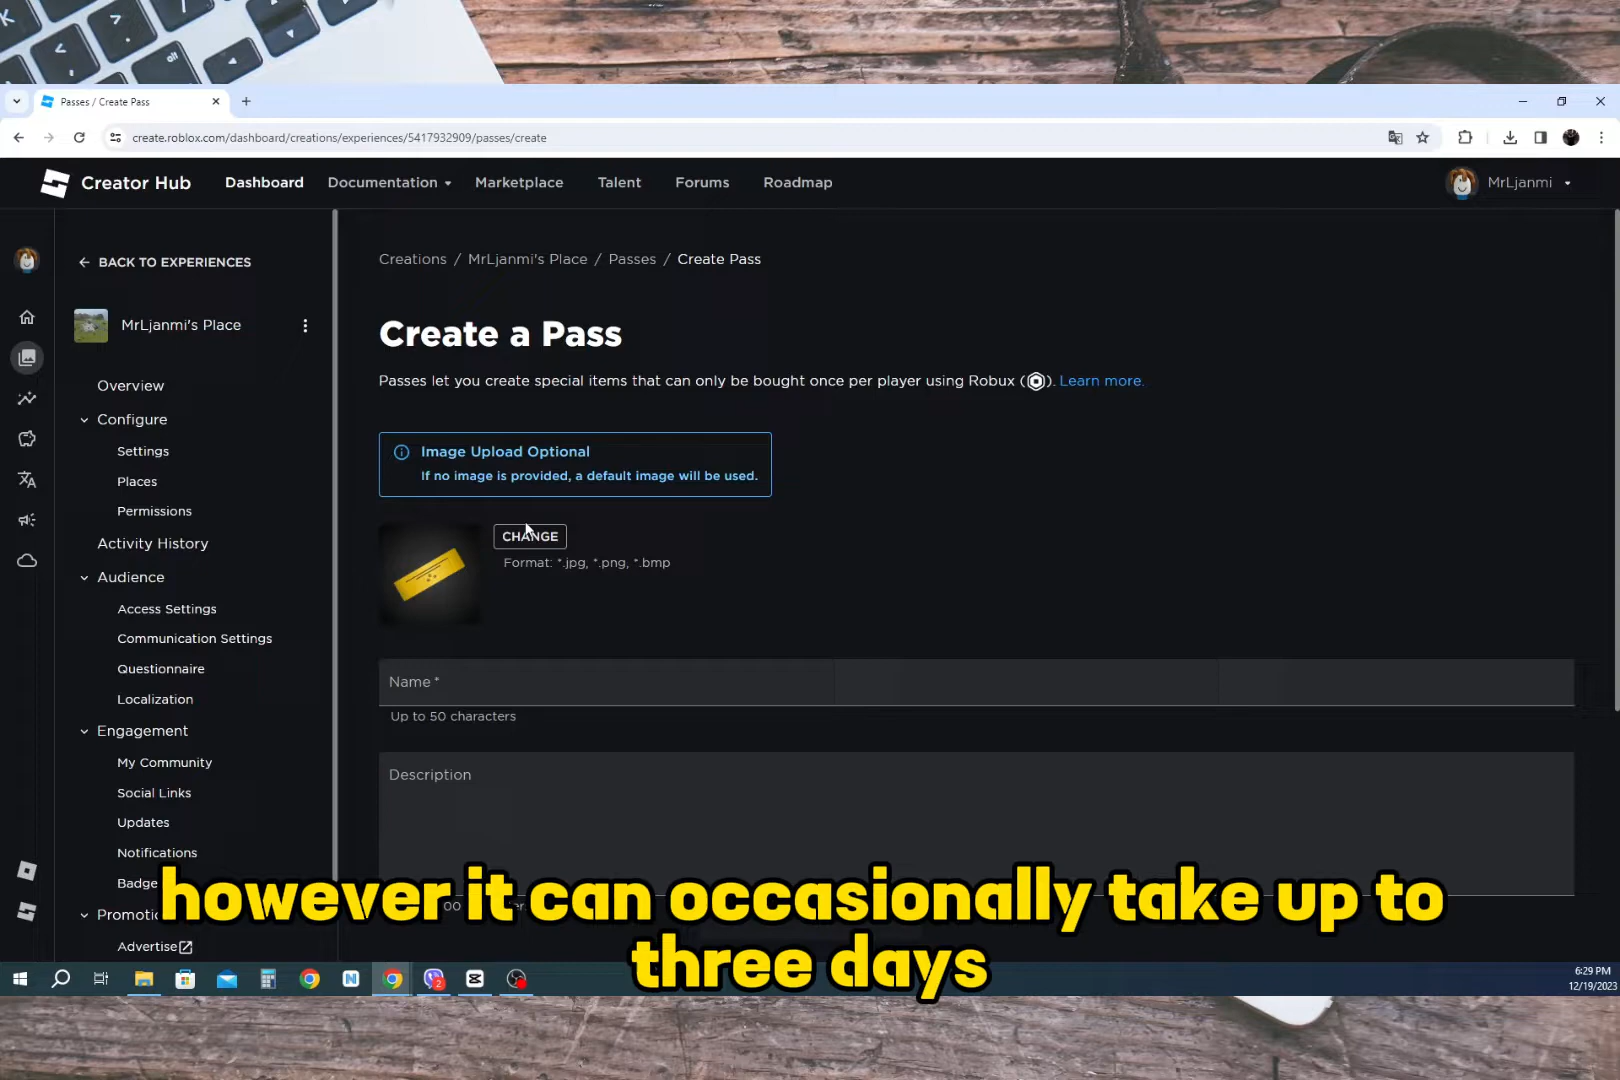 Passes / Create Pass
create.roblox.com/dashboard/creations/experiences/5417932909/passes/create
Creator Hub
Dashboard
Documentation
Marketplace
Talent
Forums
Roadmap
MrLjanmi
BACK TO EXPERIENCES
MrLjanmi's Place
Overview
Configure
Settings
Places
Permissions
Activity History
Audience
Access Settings
Communication Settings
Questionnaire
Localization
Engagement
My Community
Social Links
Updates
Notifications
Badge
Promotio
Advertise
Creations / MrLjanmi's Place / Passes / Create Pass
Create a Pass
Passes let you create special items that can only be bought once per player using Robux ( ). Learn more.
Image Upload Optional
If no image is provided, a default image will be used.
CHANGE
Format: *.jpg, *.png, *.bmp
Name *
Up to 50 characters
Description
however it can occasionally take up to
three days
2
6:29 PM
12/19/2023